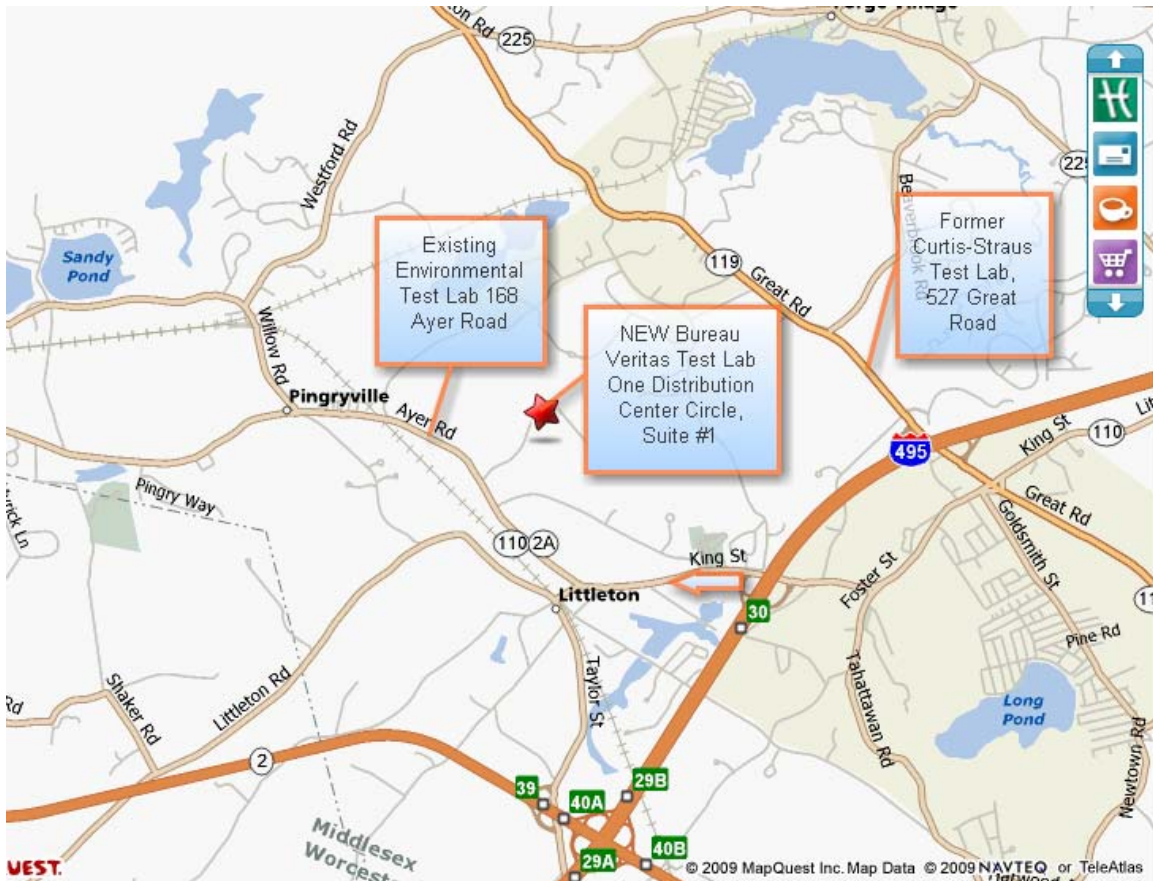 225
Westford Rd
Sandy
Pond
Existing
Environmental
Test Lab 168
Ayer Road
119
Great Rd
225
Former
Curtis-Straus
Test Lab,
527 Great
Road
NEW Bureau
Veritas Test Lab
One Distribution
Center Circle,
Suite #1
Willow Rd
Pingryville
Ayer Rd
495
King St
110
Pingry Way
Great Rd
Goldsmith St
110 2A
King St
Foster St
Littleton
30
Pine Rd
Taylor St
Tahattawan Rd
Long
Pond
Shaker Rd
Littleton Rd
Rd
2
Newtown Rd
39
40A
29B
29A
40B
Middlesex
Worcester
UEST.
© 2009 MapQuest Inc. Map Data © 2009 NAVTEQ or TeleAtlas